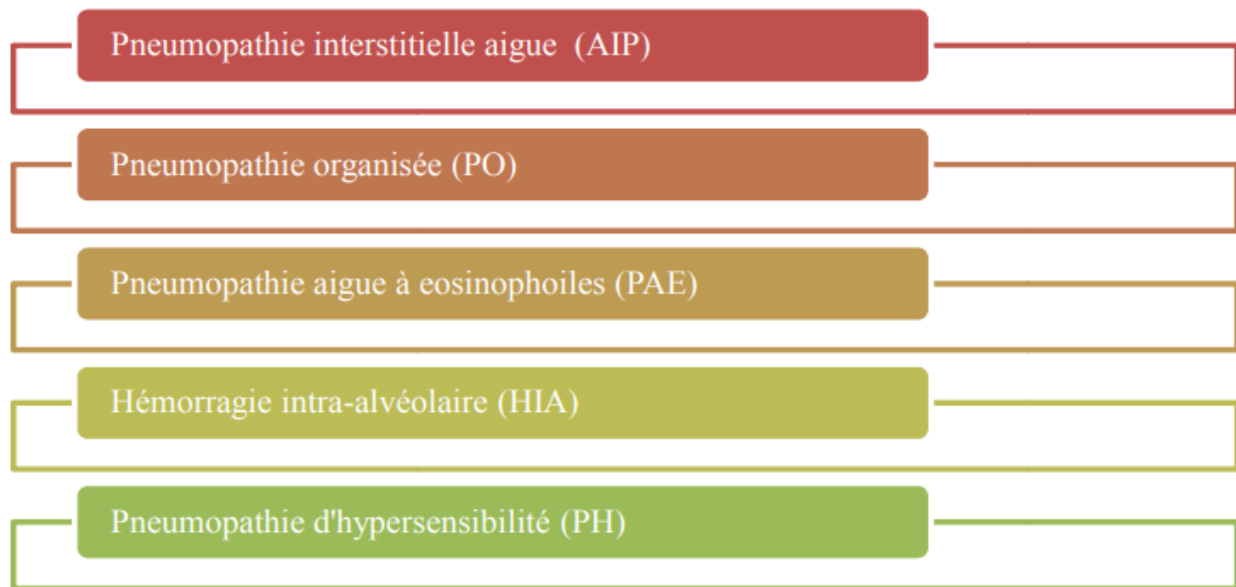 Pneumopathie interstitielle aigue (AIP)
Pneumopathie organisée (PO)
Pneumopathie aigue à eosinophoiles (PAE)
Hémorragie intra-alvéolaire (HIA)
Pneumopathie d'hypersensibilité (PH)